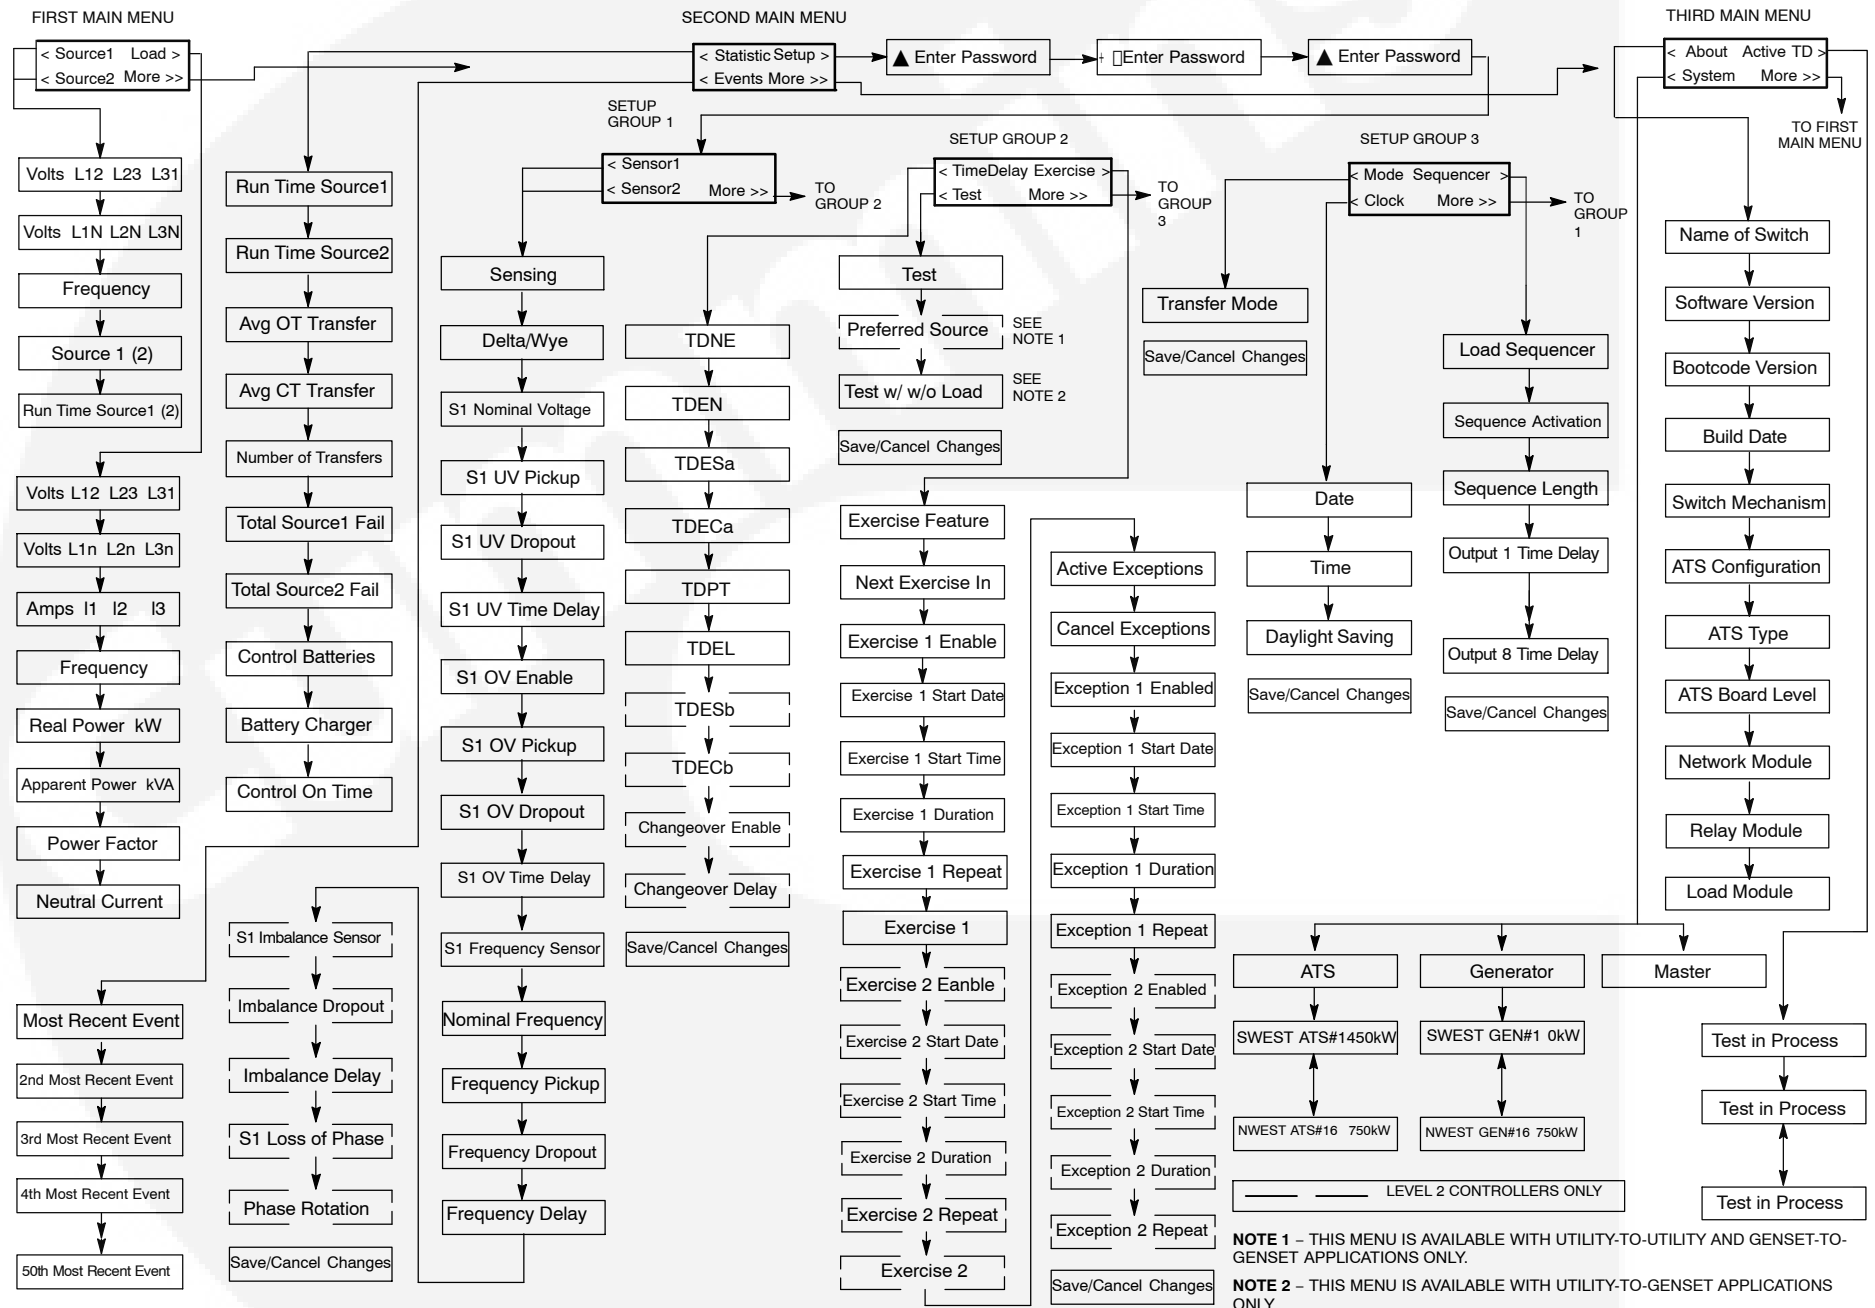 FIRST MAIN MENU
< Source1 Load >
< Source2 More >>
Volts L12 L23 L31
Volts L1N L2N L3N
Frequency
Source 1 (2)
Run Time Source1 (2)
Volts L12 L23 L31
Volts L1n L2n L3n
Amps I1 I2 I3
Frequency
Real Power kW
Apparent Power kVA
Power Factor
Neutral Current
SECOND MAIN MENU
< Statistic Setup >
< Events More >>
▲ Enter Password
Enter Password
▲ Enter Password
Run Time Source1
Run Time Source2
Avg OT Transfer
Avg CT Transfer
Number of Transfers
Total Source1 Fail
Total Source2 Fail
Control Batteries
Battery Charger
Control On Time
Most Recent Event
2nd Most Recent Event
3rd Most Recent Event
4th Most Recent Event
50th Most Recent Event
SETUP
GROUP 1
< Sensor1
< Sensor2 More >>
TO
GROUP 2
Sensing
Delta/Wye
S1 Nominal Voltage
S1 UV Pickup
S1 UV Dropout
S1 UV Time Delay
S1 OV Enable
S1 OV Pickup
S1 OV Dropout
S1 OV Time Delay
S1 Frequency Sensor
Nominal Frequency
Frequency Pickup
Frequency Dropout
Frequency Delay
S1 Imbalance Sensor
Imbalance Dropout
Imbalance Delay
S1 Loss of Phase
Phase Rotation
Save/Cancel Changes
SETUP GROUP 2
< TimeDelay Exercise >
< Test More >>
TO
GROUP
3
TDNE
TDEN
TDESa
TDECa
TDPT
TDEL
TDESb
TDECb
Changeover Enable
Changeover Delay
Save/Cancel Changes
Test
Preferred Source
SEE
NOTE 1
Test w/ w/o Load
SEE
NOTE 2
Save/Cancel Changes
Exercise Feature
Next Exercise In
Exercise 1 Enable
Exercise 1 Start Date
Exercise 1 Start Time
Exercise 1 Duration
Exercise 1 Repeat
Exercise 1
Exercise 2 Eanble
Exercise 2 Start Date
Exercise 2 Start Time
Exercise 2 Duration
Exercise 2 Repeat
Exercise 2
Active Exceptions
Cancel Exceptions
Exception 1 Enabled
Exception 1 Start Date
Exception 1 Start Time
Exception 1 Duration
Exception 1 Repeat
Exception 2 Enabled
Exception 2 Start Date
Exception 2 Start Time
Exception 2 Duration
Exception 2 Repeat
Save/Cancel Changes
SETUP GROUP 3
< Mode Sequencer >
< Clock More >>
TO
GROUP
1
Transfer Mode
Save/Cancel Changes
Date
Time
Daylight Saving
Save/Cancel Changes
Load Sequencer
Sequence Activation
Sequence Length
Output 1 Time Delay
Output 8 Time Delay
Save/Cancel Changes
THIRD MAIN MENU
< About Active TD >
< System More >>
TO FIRST
MAIN MENU
Name of Switch
Software Version
Bootcode Version
Build Date
Switch Mechanism
ATS Configuration
ATS Type
ATS Board Level
Network Module
Relay Module
Load Module
ATS
SWEST ATS#1450kW
NWEST ATS#16 750kW
Generator
SWEST GEN#1 0kW
NWEST GEN#16 750kW
Master
Test in Process
Test in Process
Test in Process
LEVEL 2 CONTROLLERS ONLY
NOTE 1 – THIS MENU IS AVAILABLE WITH UTILITY-TO-UTILITY AND GENSET-TO-
GENSET APPLICATIONS ONLY.
NOTE 2 – THIS MENU IS AVAILABLE WITH UTILITY-TO-GENSET APPLICATIONS
ONLY
Cummins